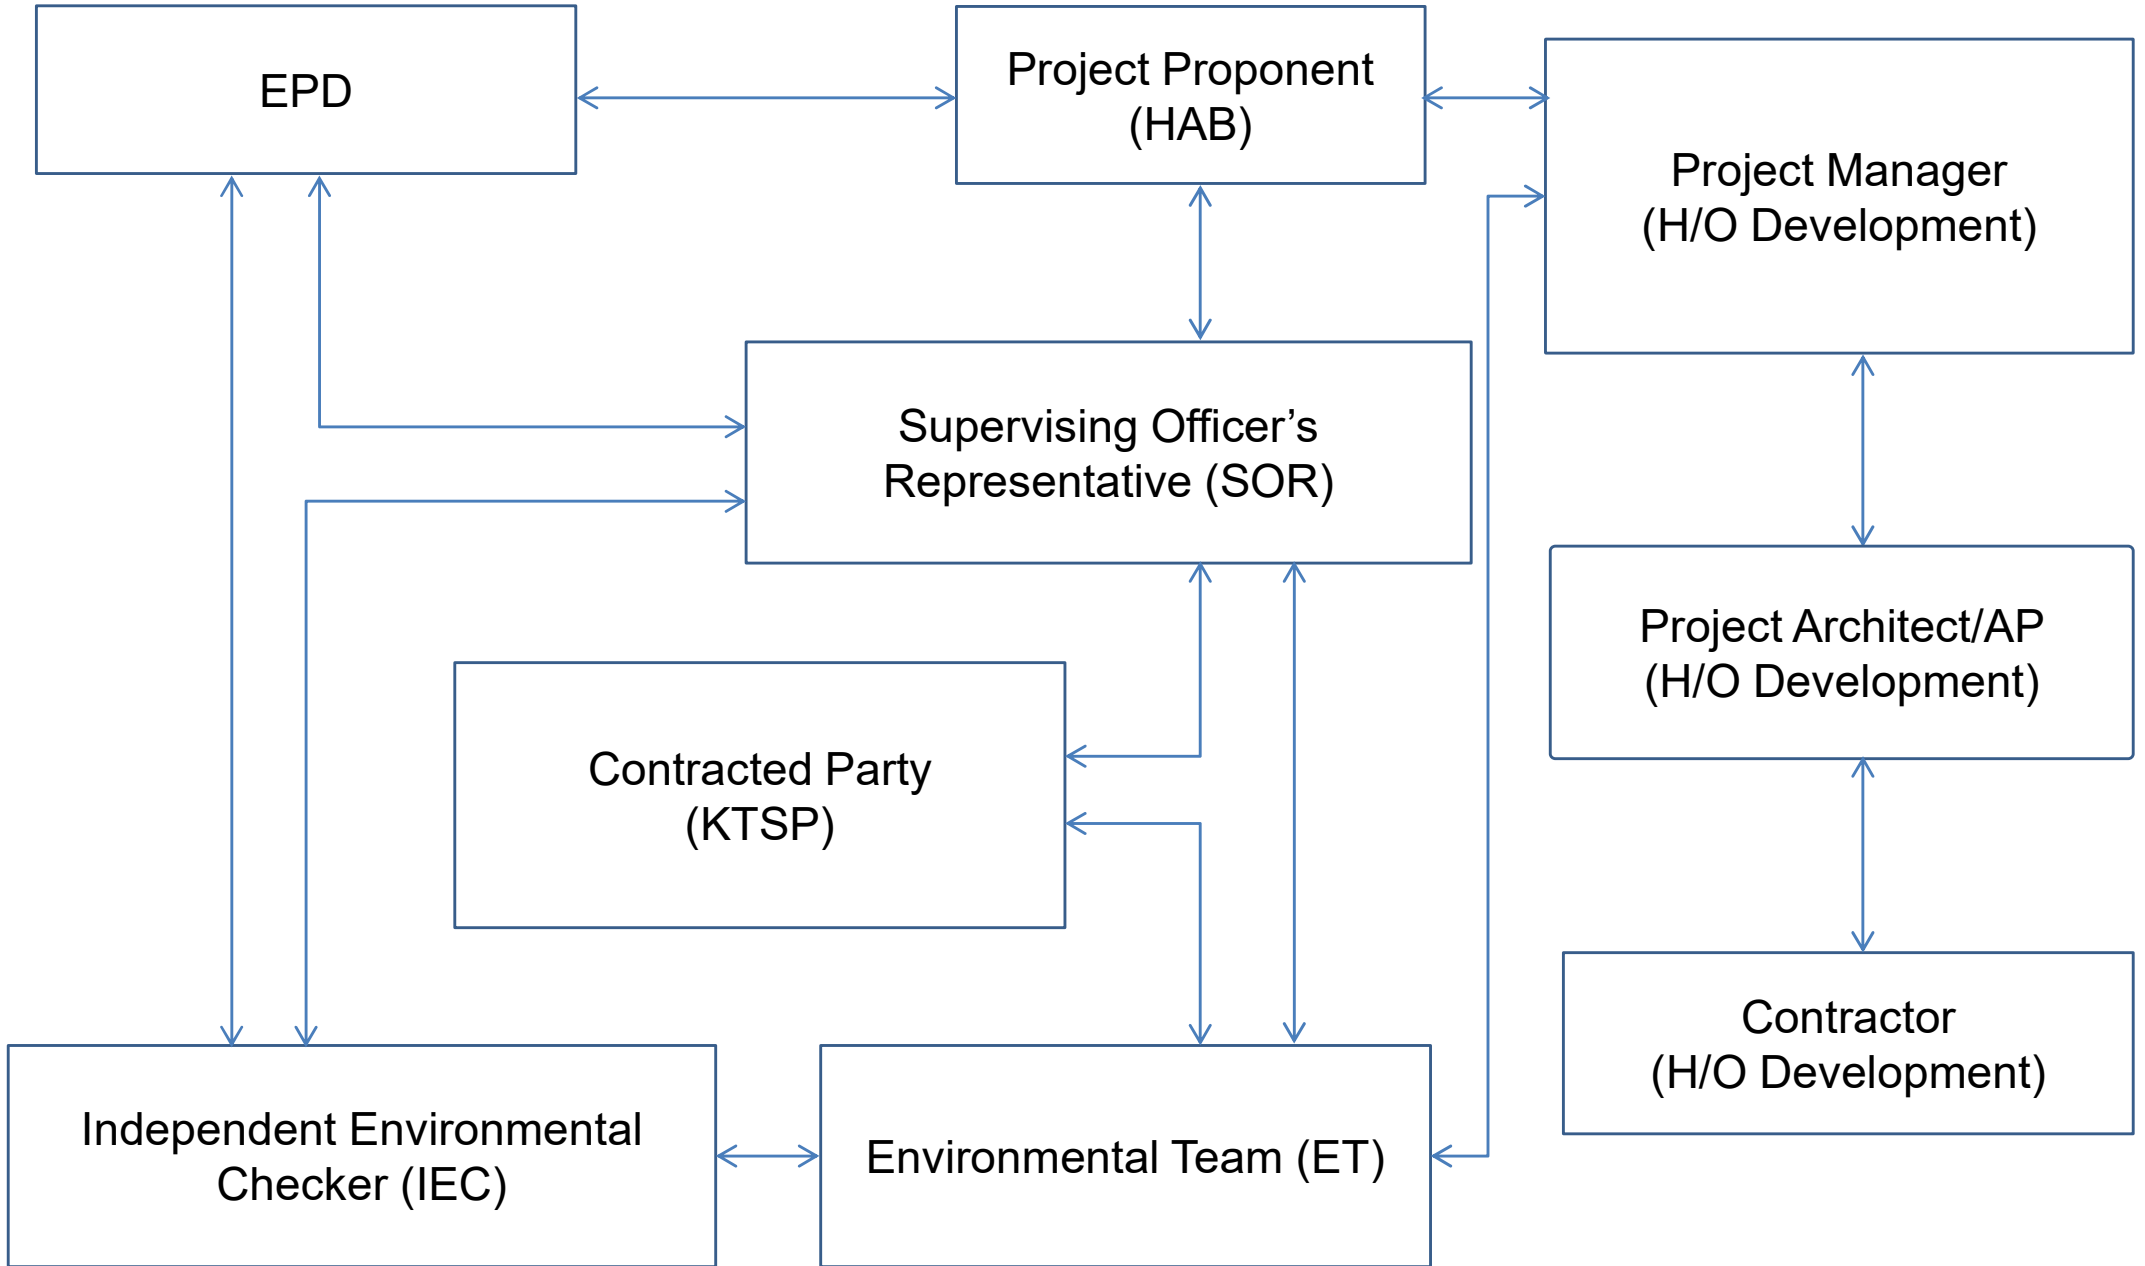 EPD
Project Proponent
(HAB)
Project Manager
(H/O Development)
Supervising Officer’s
Representative (SOR)
Project Architect/AP
(H/O Development)
Contracted Party
(KTSP)
Contractor
(H/O Development)
Independent Environmental
Checker (IEC)
Environmental Team (ET)